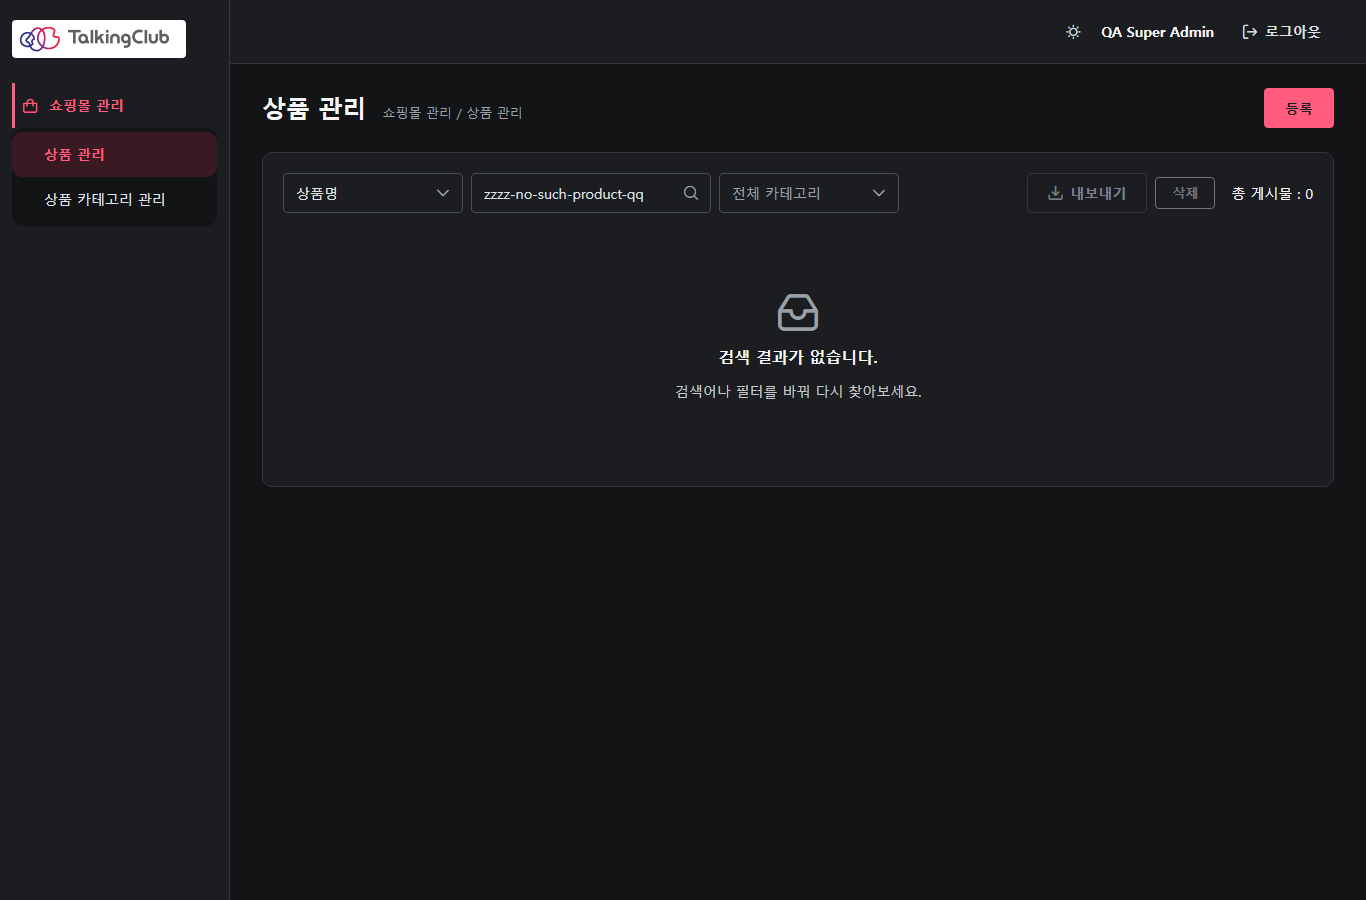 TalkingClub
QA Super Admin
로그아웃
쇼핑몰 관리
상품 관리
상품 카테고리 관리
상품 관리
쇼핑몰 관리 / 상품 관리
등록
상품명
zzzz-no-such-product-qq
전체 카테고리
내보내기
삭제
총 게시물 : 0
검색 결과가 없습니다.
검색어나 필터를 바꿔 다시 찾아보세요.